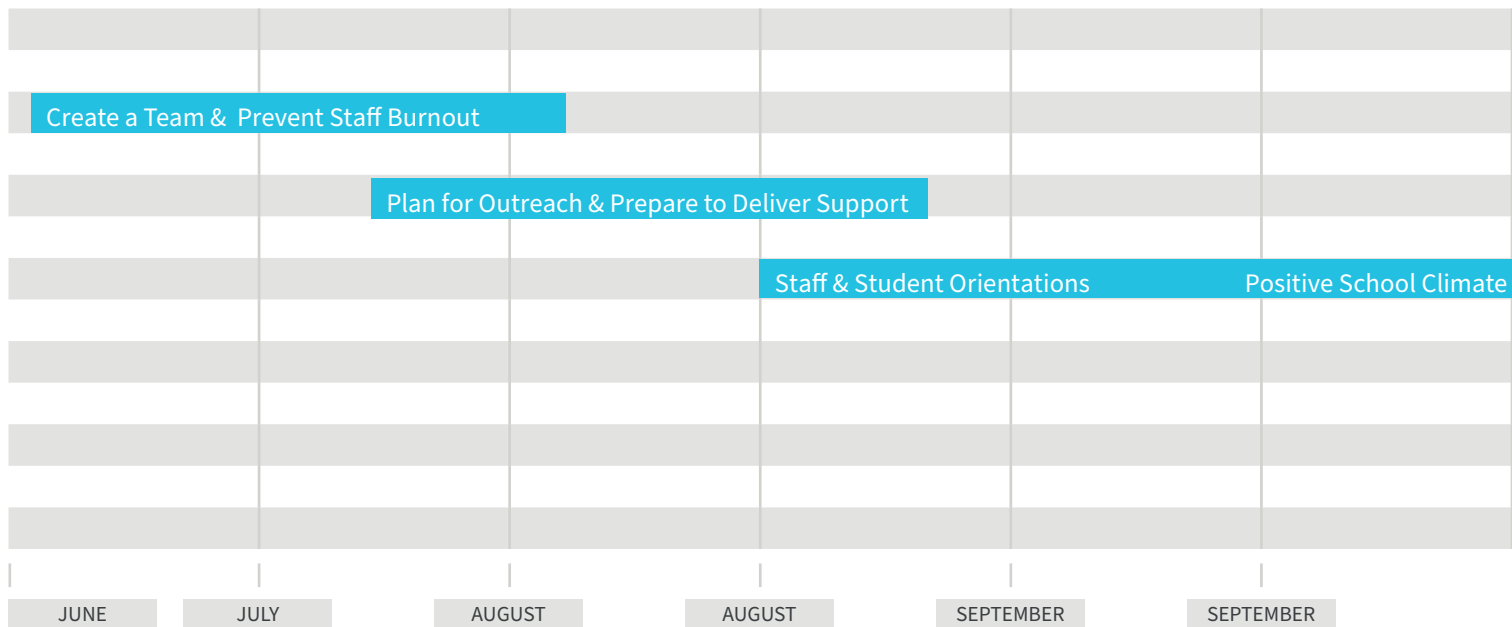 Create a Team & Prevent Staff Burnout
Plan for Outreach & Prepare to Deliver Support
Staff & Student Orientations Positive School Climate
JUNE JULY AUGUST AUGUST SEPTEMBER SEPTEMBER